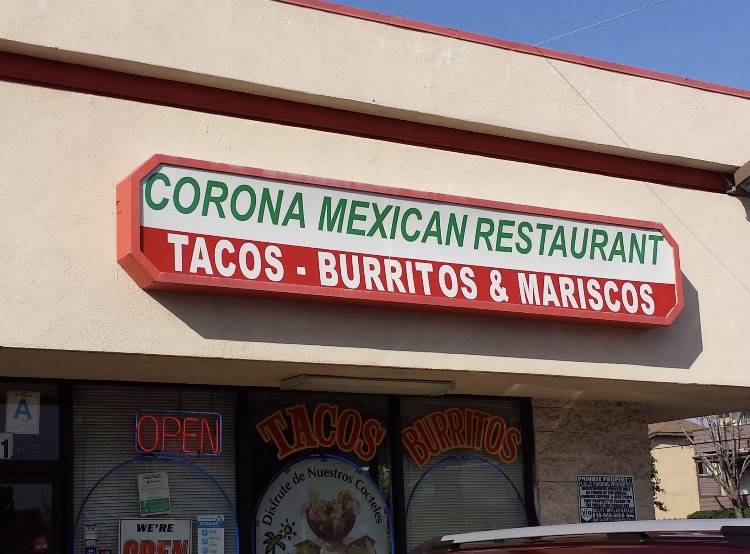 CORONA MEXICAN RESTAURANT
TACOS - BURRITOS & MARISCOS
A
1
OPEN
TACOS
BURRITOS
Disfrute de Nuestros Cocteles
WE'RE
OPEN
PRIVATE PROPERTY